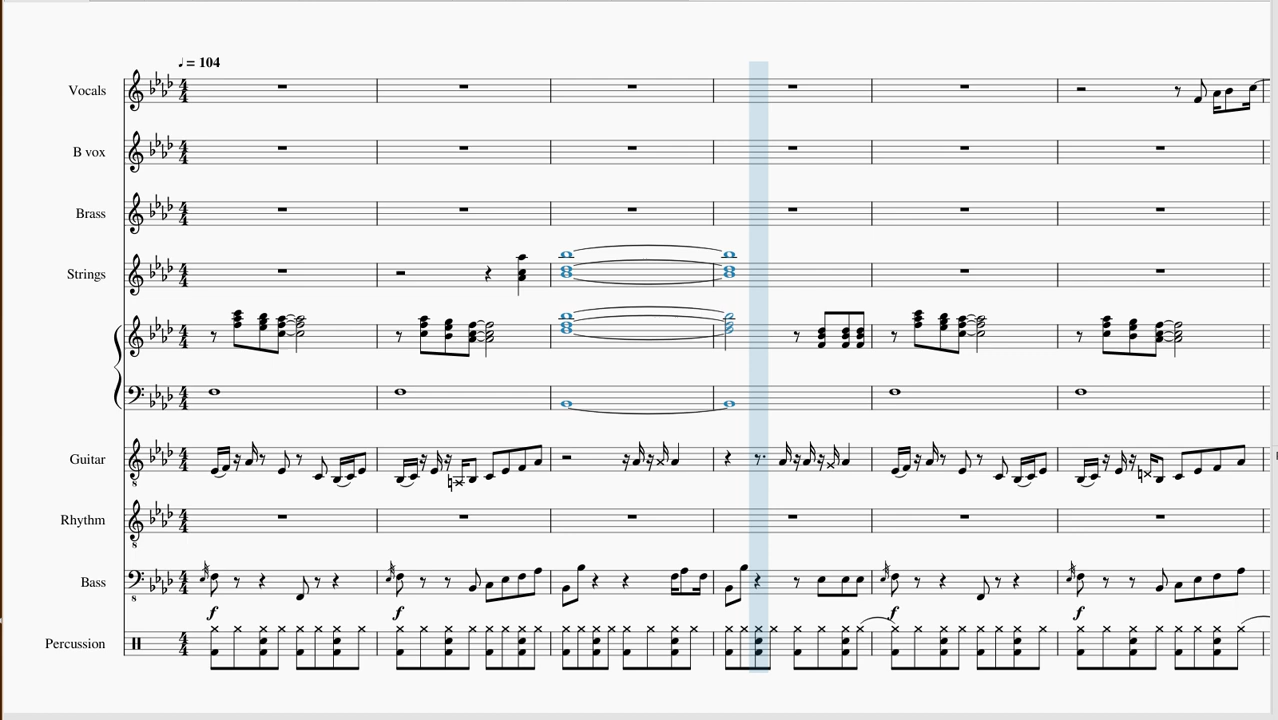 ♩ = 104
Vocals
B vox
Brass
Strings
Guitar
Rhythm
Bass
f f f f
Percussion